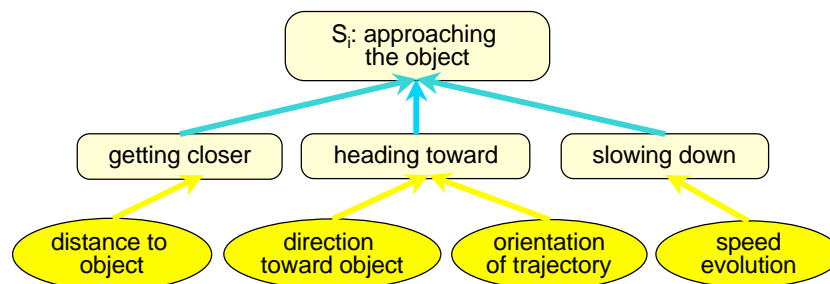 Si: approaching
the object
getting closer
heading toward
slowing down
distance to
object
direction
toward object
orientation
of trajectory
speed
evolution